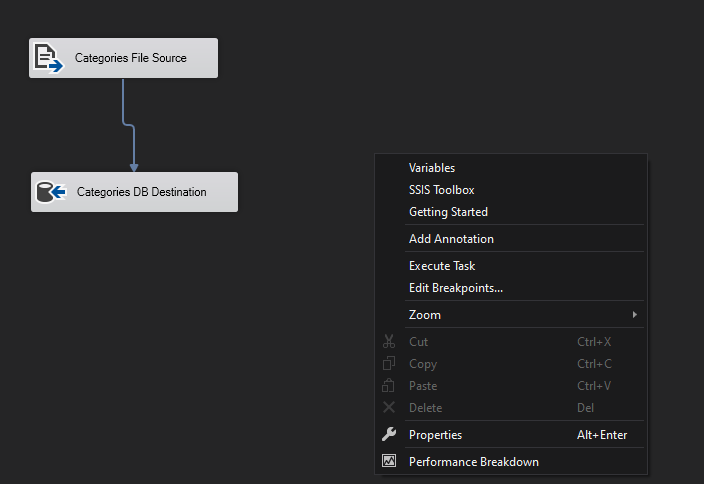 Categories File Source
Categories DB Destination
Variables
SSIS Toolbox
Getting Started
Add Annotation
Execute Task
Edit Breakpoints...
Zoom
Cut Ctrl+X
Copy Ctrl+C
Paste Ctrl+V
Delete Del
Properties Alt+Enter
Performance Breakdown